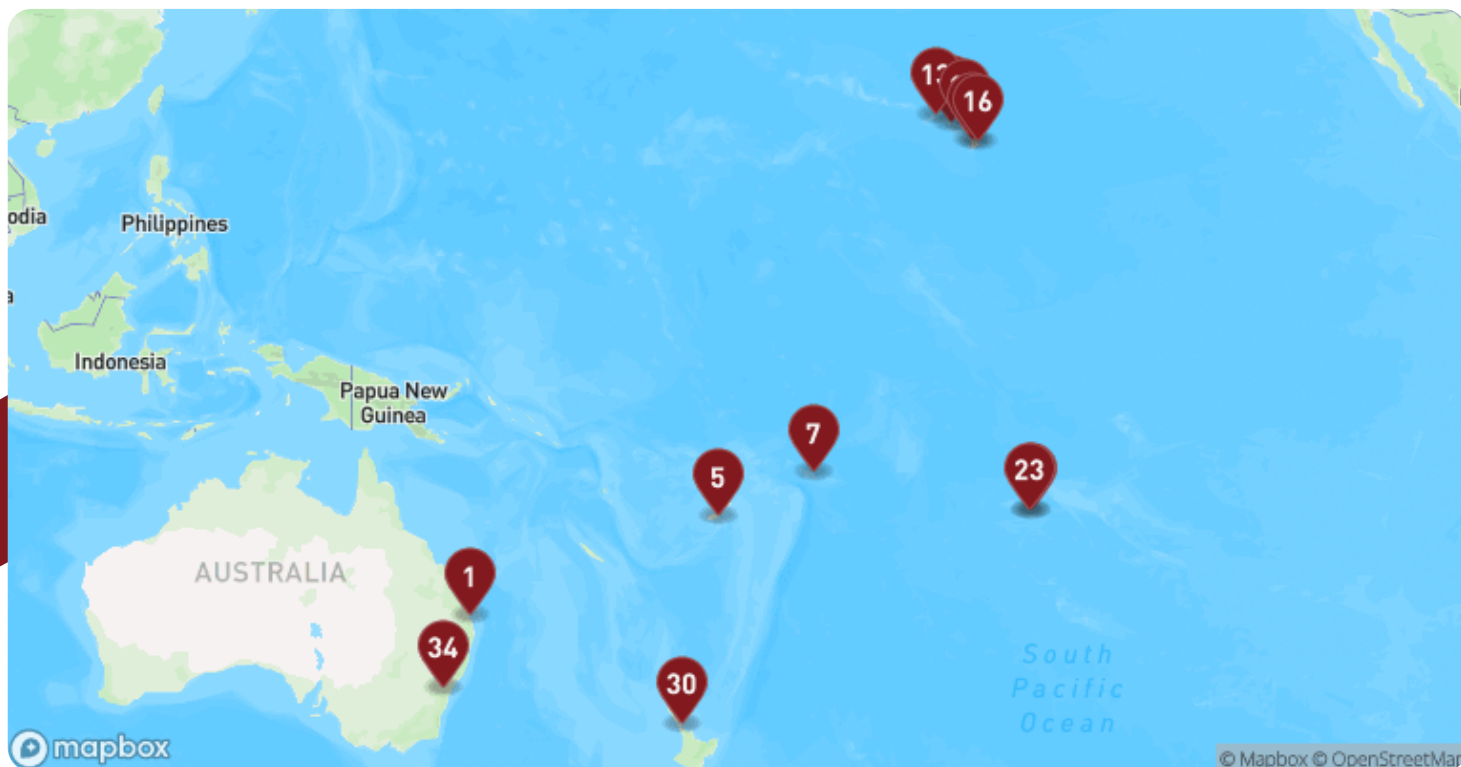 13
16
odia
Philippines
a
Indonesia
Papua New
Guinea
7
5
23
AUSTRALIA
1
34
30
South
Pacific
Ocean
mapbox
© Mapbox © OpenStreetMap